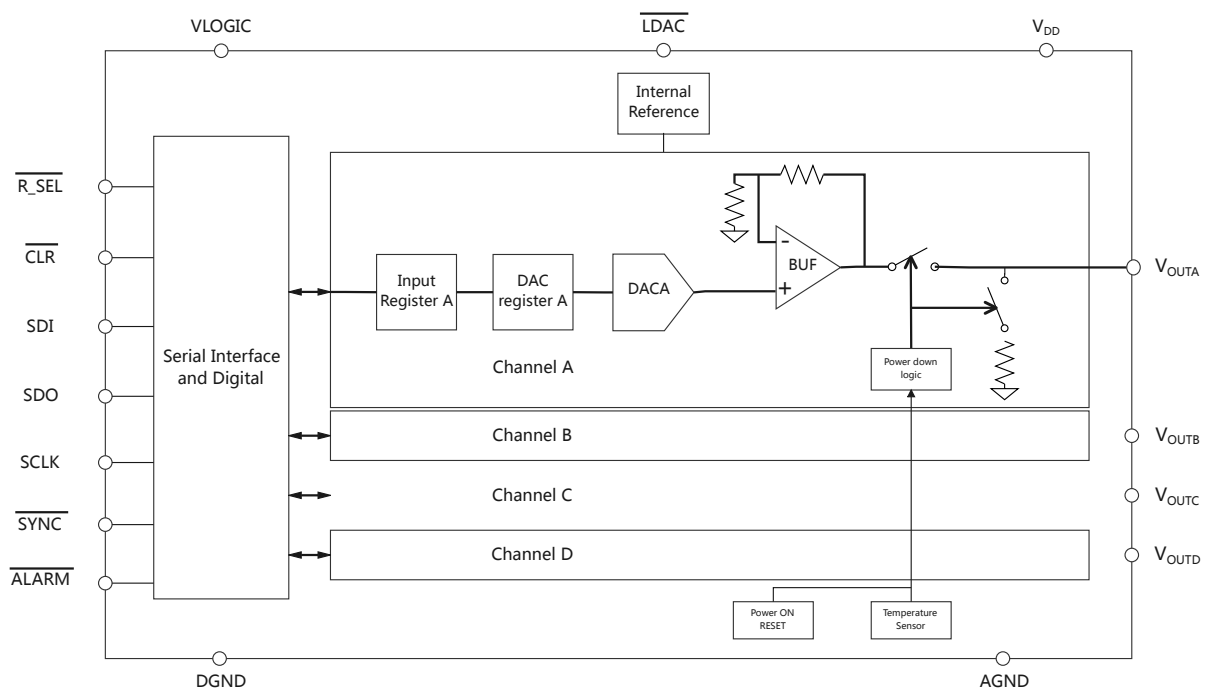 VLOGIC
LDAC
VDD
Internal
Reference
R_SEL
CLR
SDI
SDO
SCLK
SYNC
ALARM
Serial Interface
and Digital
Input
Register A
DAC
register A
DACA
-
+
BUF
VOUTA
Power down
logic
Channel A
Channel B
VOUTB
Channel C
VOUTC
Channel D
VOUTD
Power ON
RESET
Temperature
Sensor
DGND
AGND